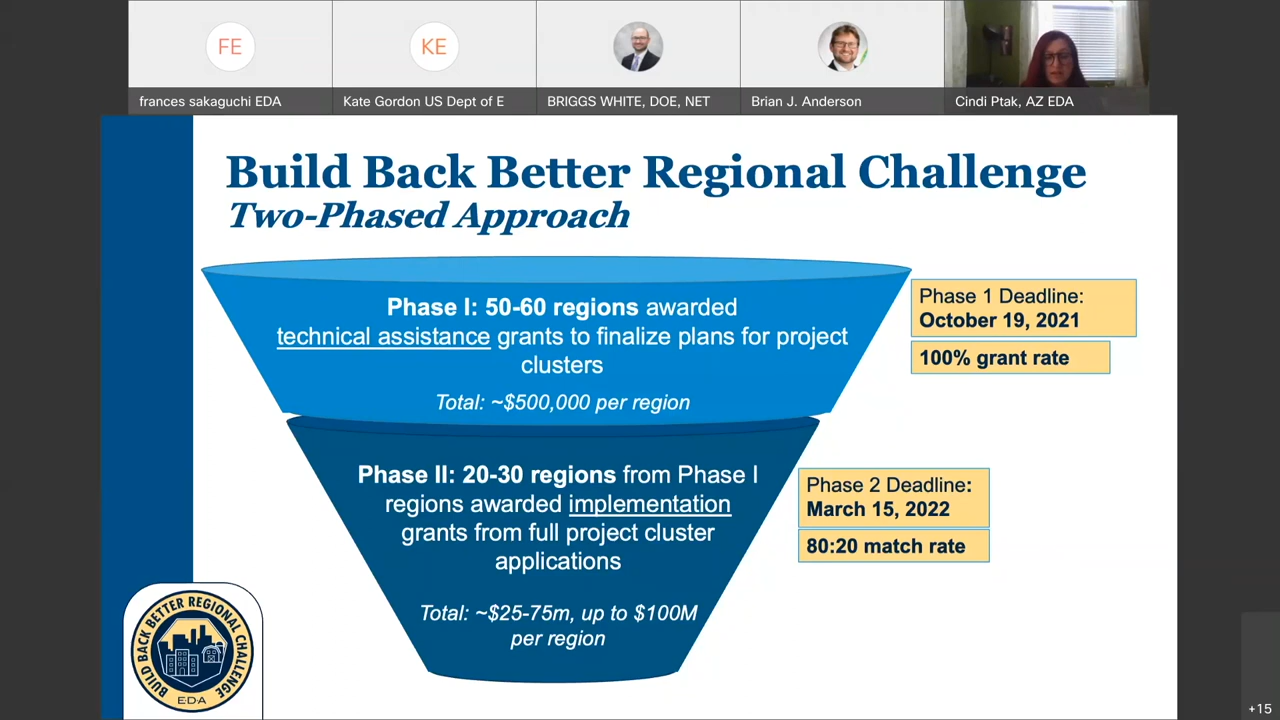 FE
KE
frances sakaguchi EDA
Kate Gordon US Dept of E
BRIGGS WHITE, DOE, NET
Brian J. Anderson
Cindi Ptak, AZ EDA
Build Back Better Regional Challenge
Two-Phased Approach
Phase I: 50-60 regions awarded
technical assistance grants to finalize plans for project
clusters
Total: ~$500,000 per region
Phase 1 Deadline:
October 19, 2021
100% grant rate
Phase II: 20-30 regions from Phase I
regions awarded implementation
grants from full project cluster
applications
Total: ~$25-75m, up to $100M
per region
Phase 2 Deadline:
March 15, 2022
80:20 match rate
BUILD BACK BETTER REGIONAL CHALLENGE
EDA
+15